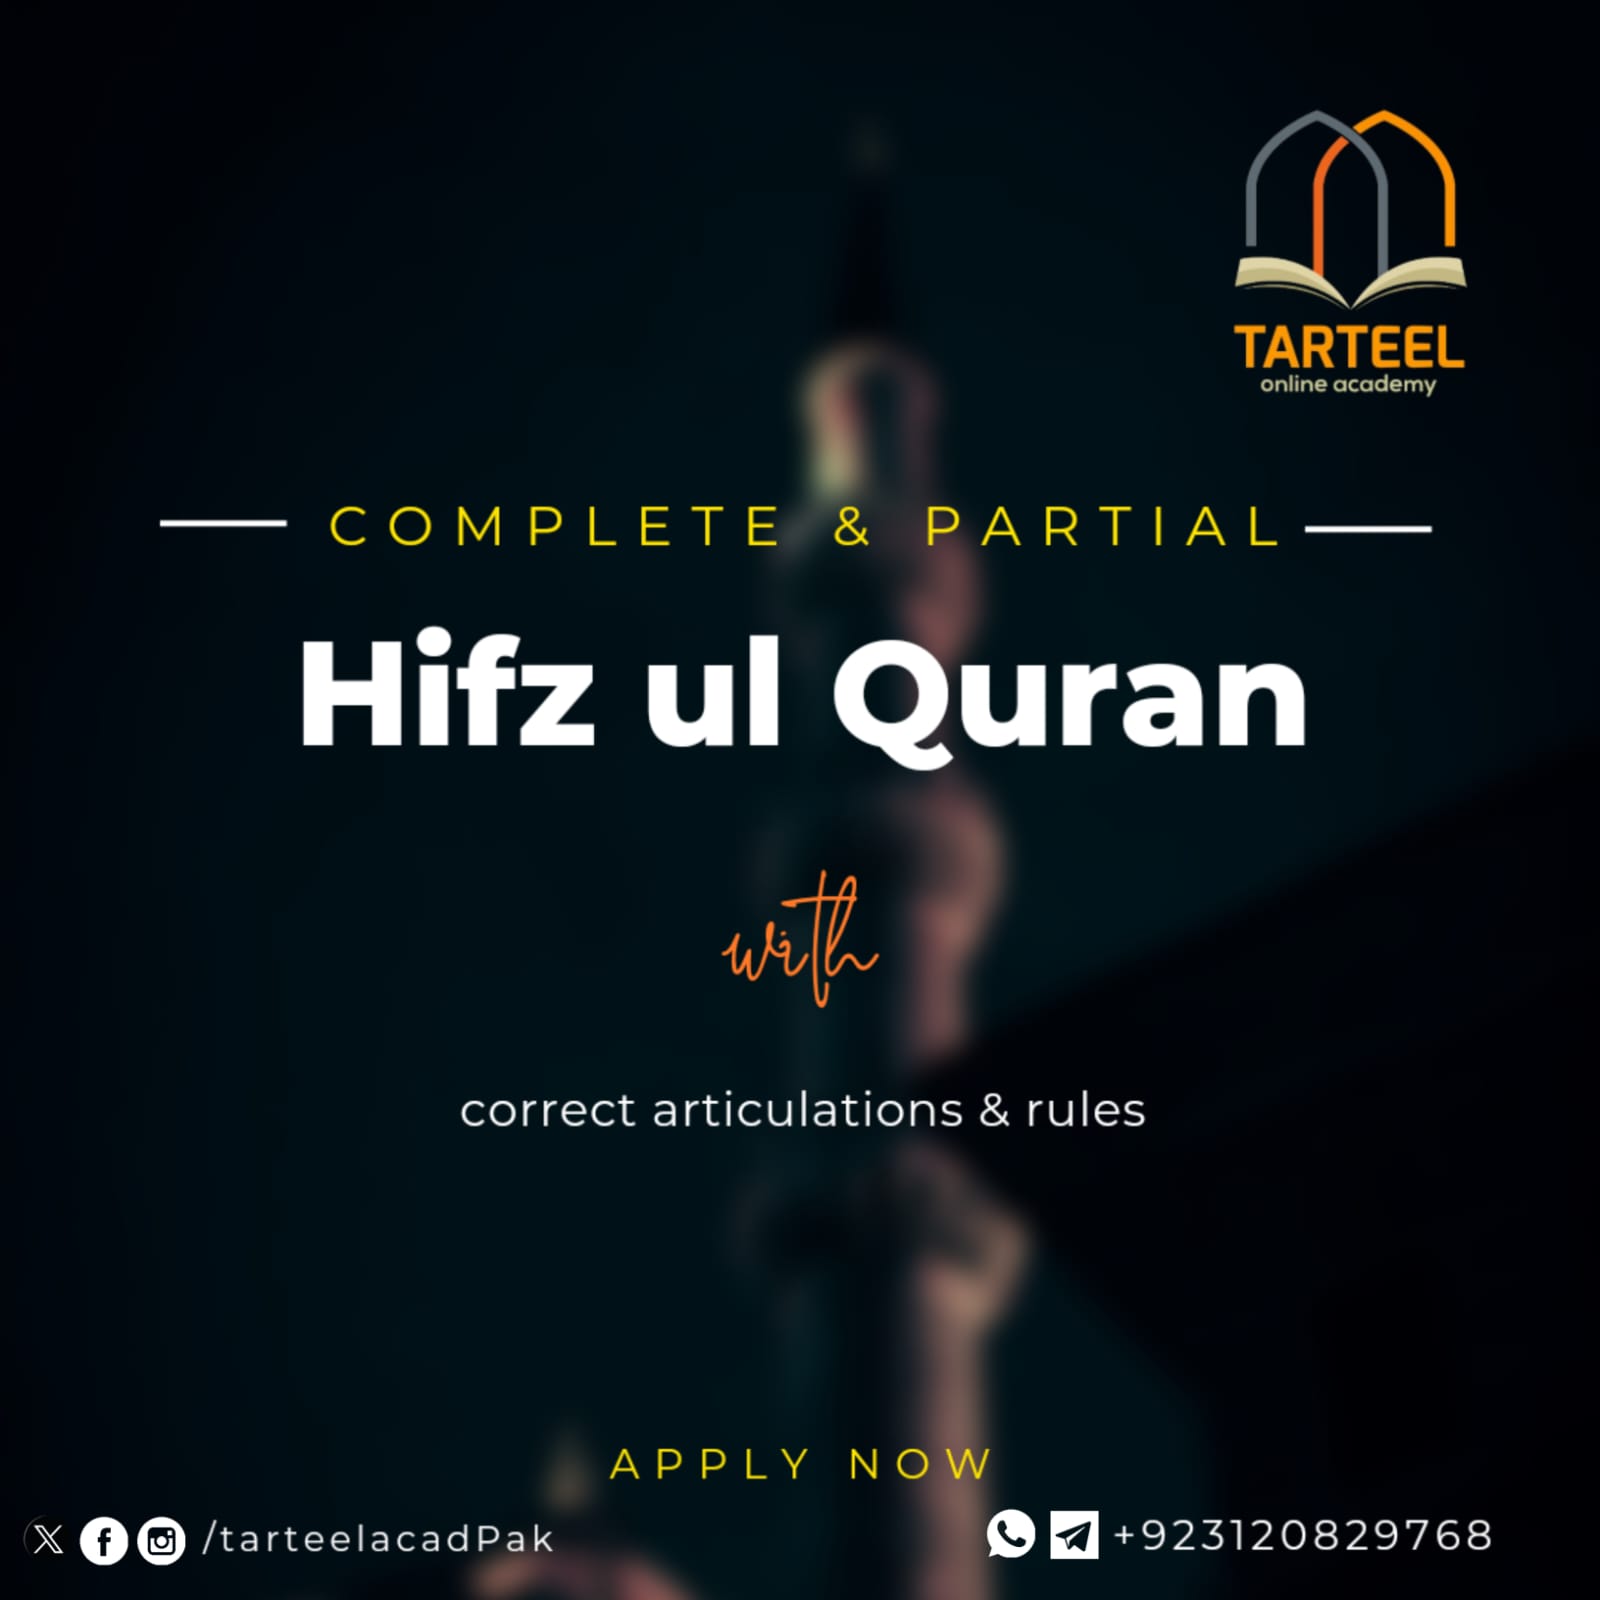 TARTEEL
online academy
COMPLETE & PARTIAL
Hifz ul Quran
with
correct articulations & rules
APPLY NOW
/tarteelacadPak
+923120829768